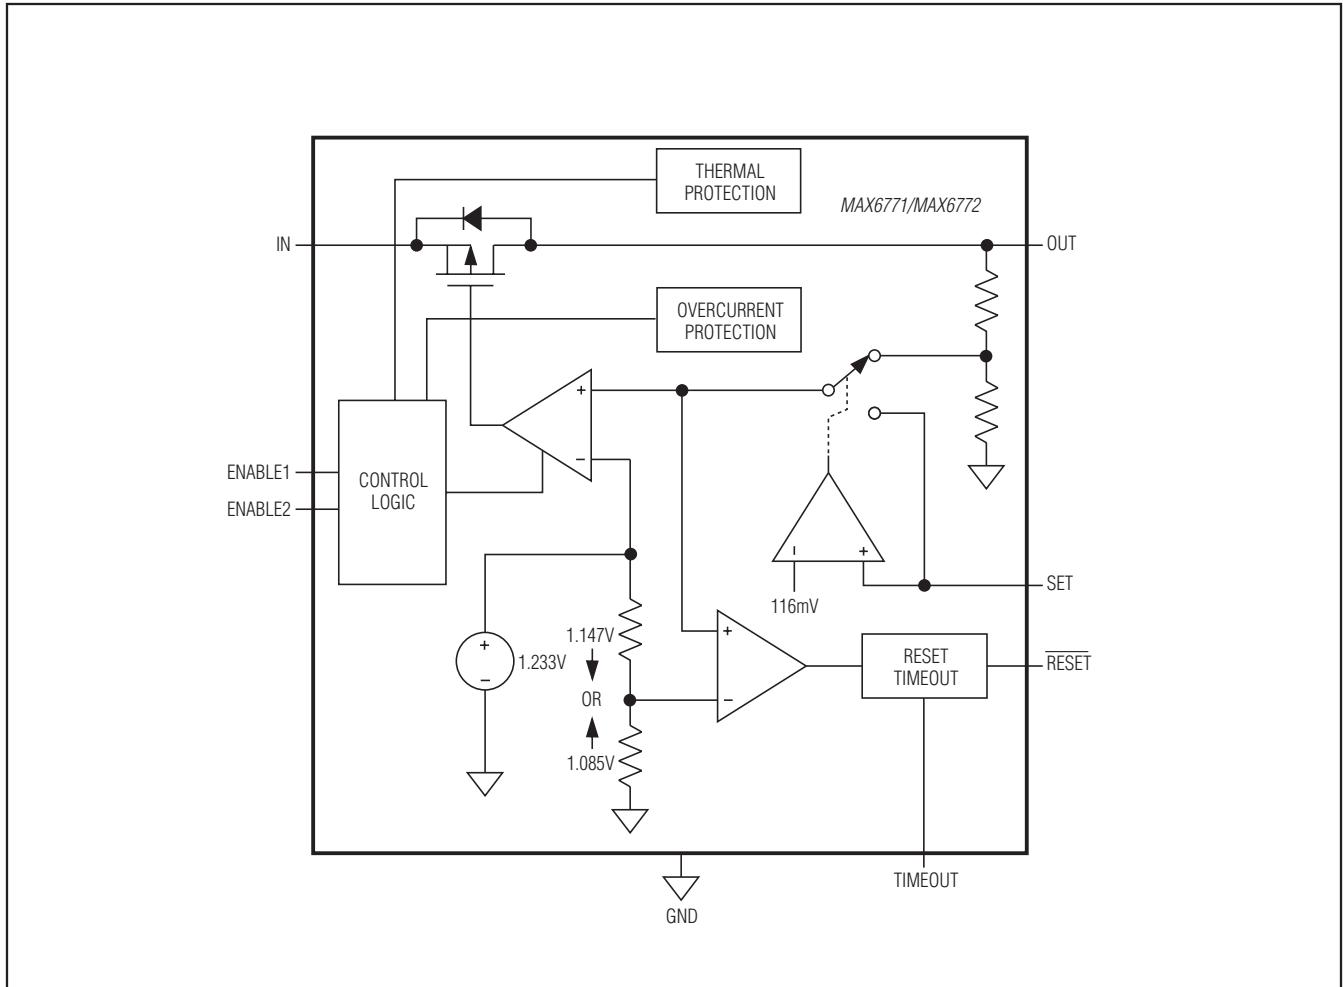 THERMAL
PROTECTION
MAX6771/MAX6772
IN
OUT
OVERCURRENT
PROTECTION
+
−
ENABLE1
ENABLE2
CONTROL
LOGIC
−
+
116mV
SET
1.147V
+
−
1.233V
OR
1.085V
+
−
RESET
TIMEOUT
RESET
TIMEOUT
GND